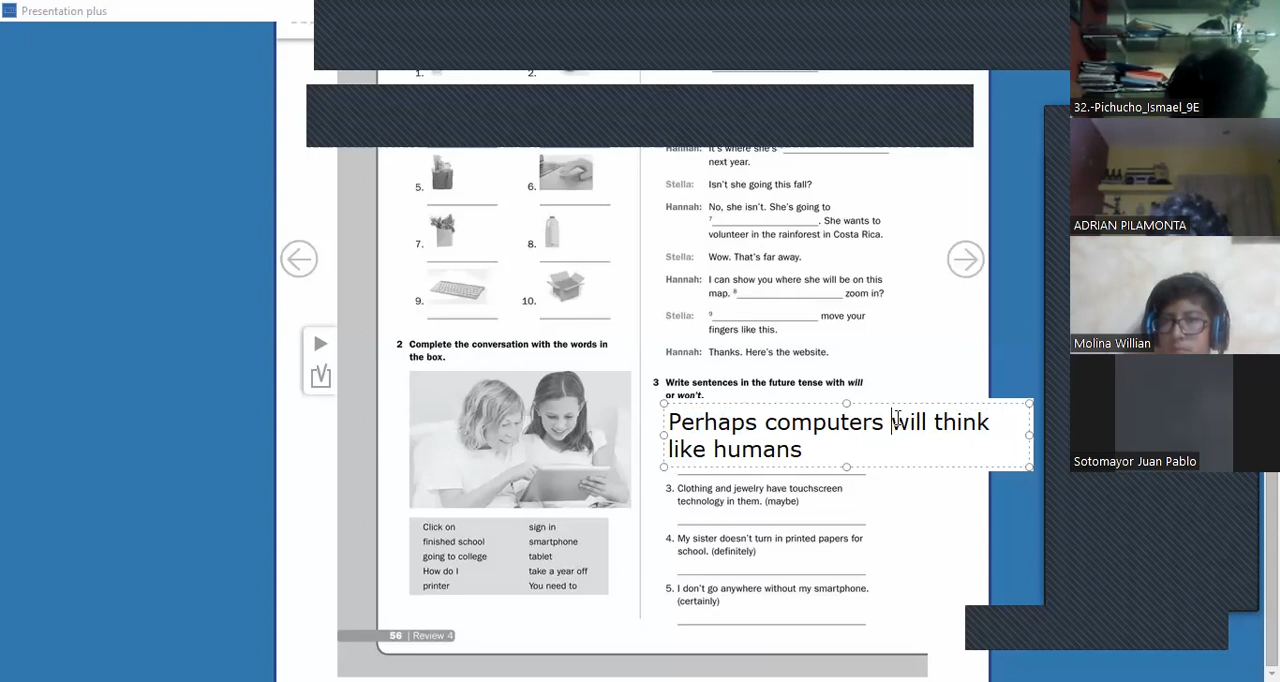 Presentation plus
1.
2.
5.
6.
7.
8.
9.
10.
2 Complete the conversation with the words in
the box.
Click on
finished school
going to college
How do I
printer
sign in
smartphone
tablet
take a year off
You need to
56 | Review 4
Hannah: It's where she's
next year.
Stella: Isn't she going this fall?
Hannah: No, she isn't. She's going to
7 ____________. She wants to
volunteer in the rainforest in Costa Rica.
Stella: Wow. That's far away.
Hannah: I can show you where she will be on this
map. 8 ____________ zoom in?
Stella: 9 ____________ move your
fingers like this.
Hannah: Thanks. Here's the website.
3 Write sentences in the future tense with will
or won't.
Perhaps computers will think
like humans
3. Clothing and jewelry have touchscreen
technology in them. (maybe)
4. My sister doesn't turn in printed papers for
school. (definitely)
5. I don't go anywhere without my smartphone.
(certainly)
32.-Pichucho_Ismael_9E
ADRIAN PILAMONTA
Molina Willian
Sotomayor Juan Pablo